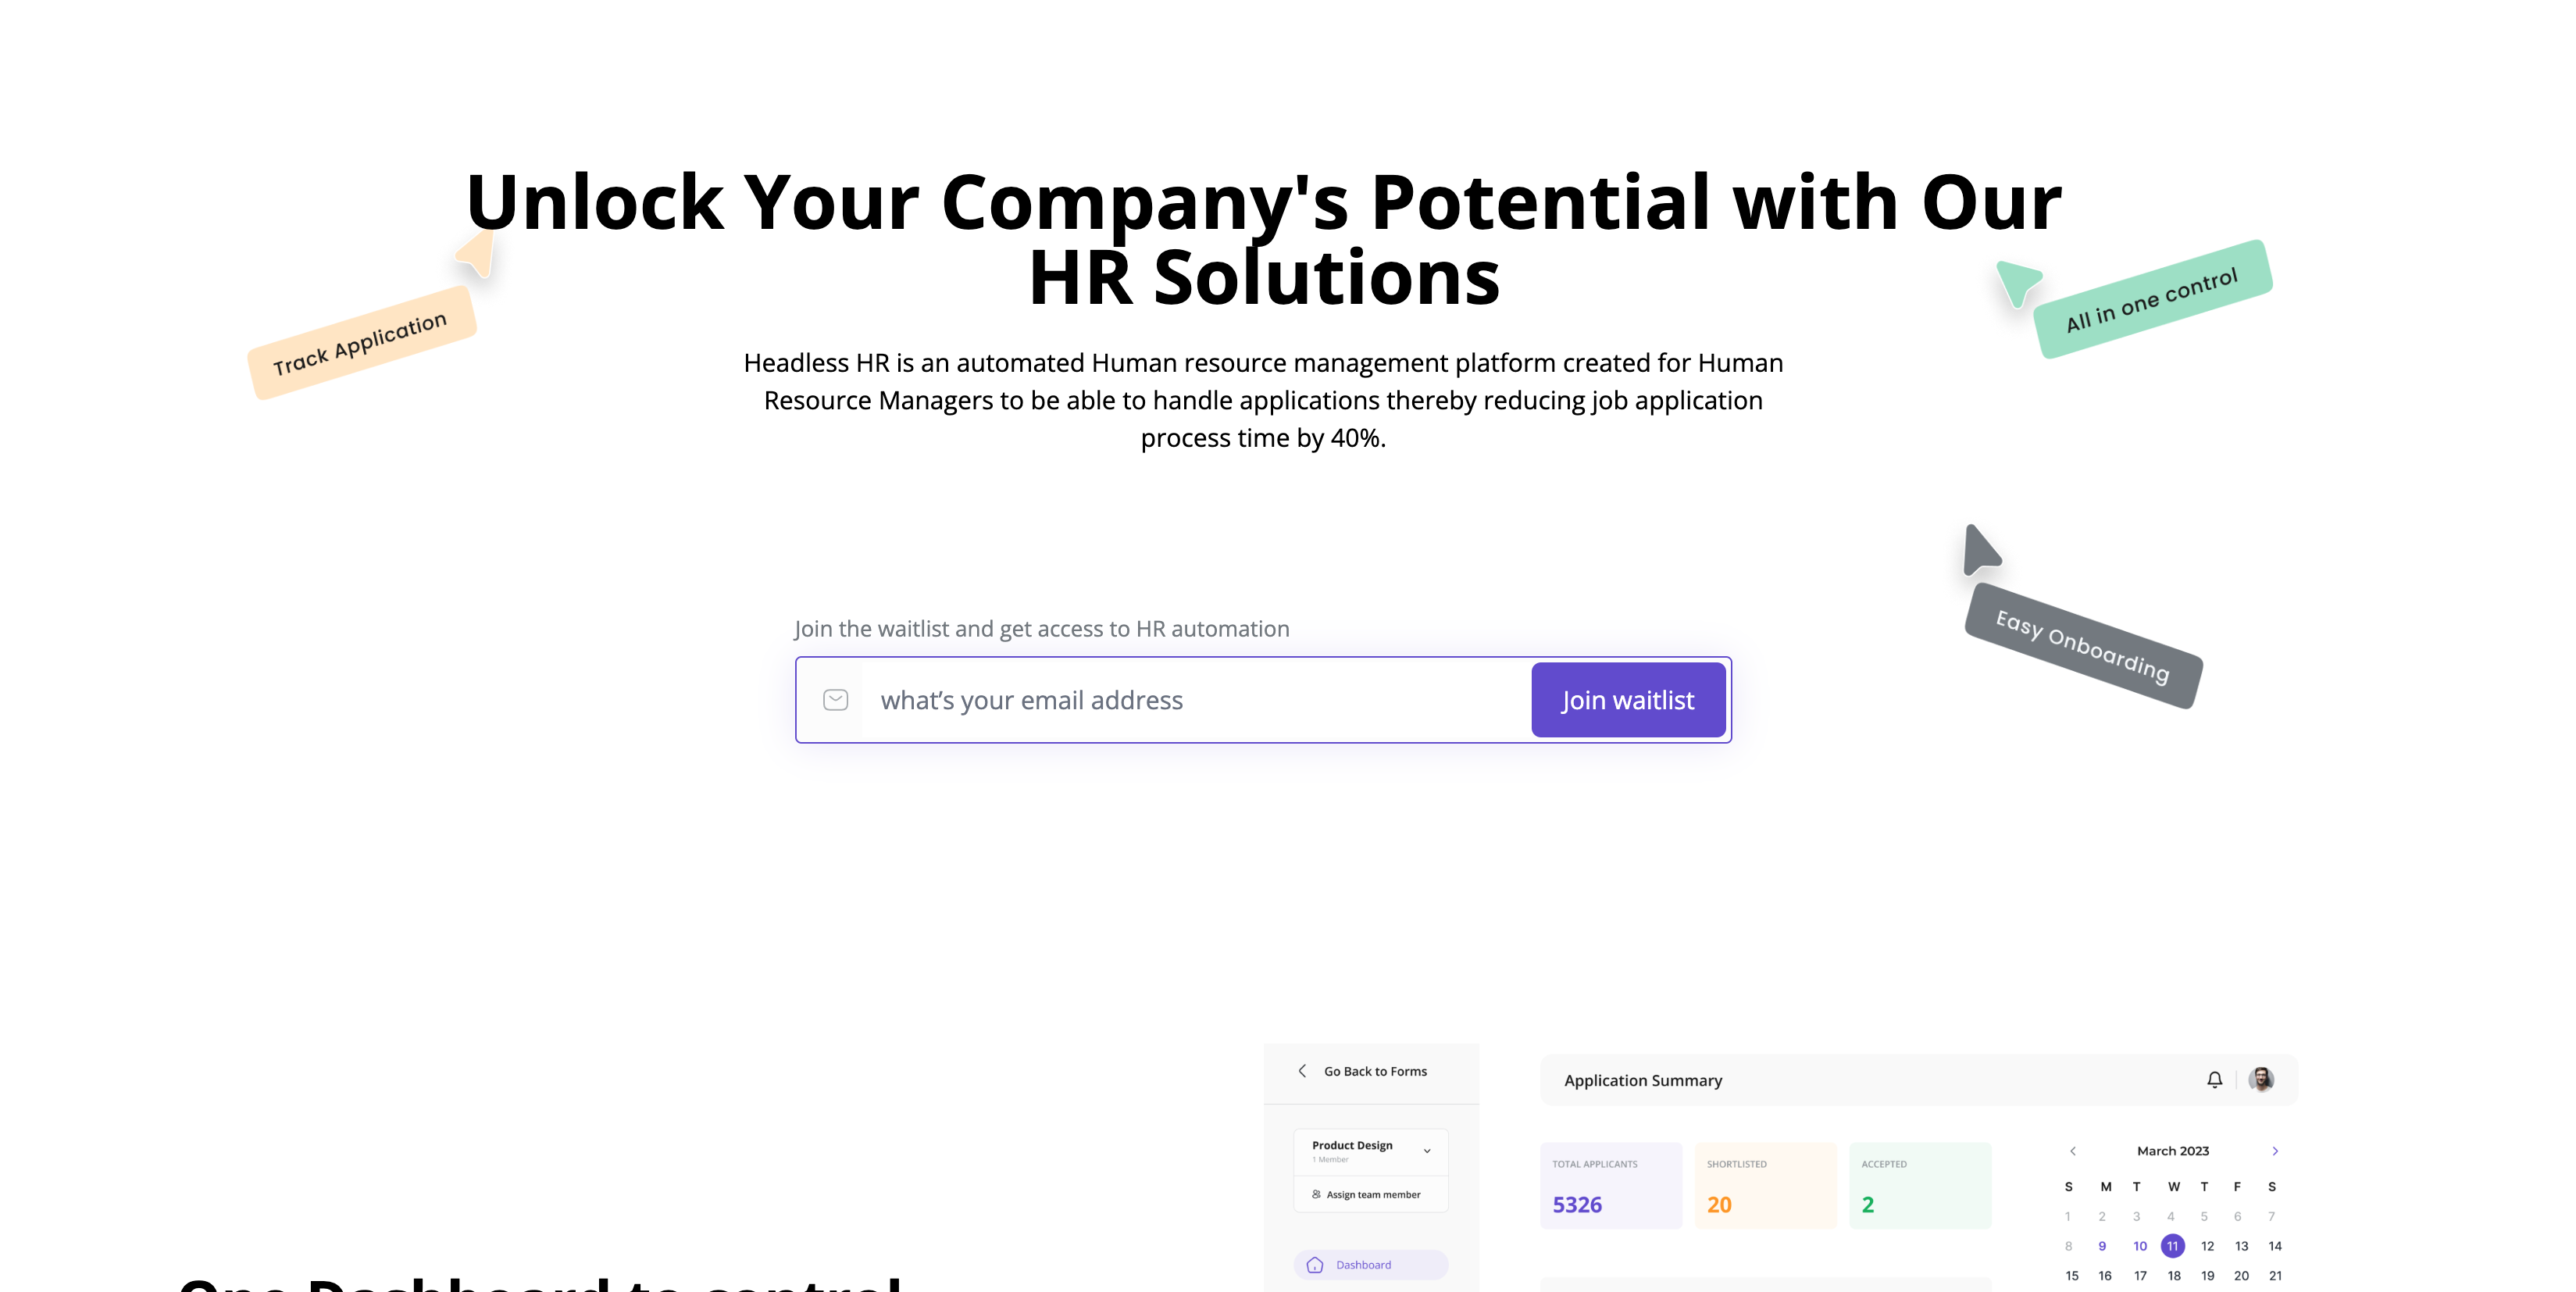 Unlock Your Company's Potential with Our
HR Solutions
Track Application
All in one control
Headless HR is an automated Human resource management platform created for Human
Resource Managers to be able to handle applications thereby reducing job application
process time by 40%.
Easy Onboarding
Join the waitlist and get access to HR automation
what’s your email address
Join waitlist
Go Back to Forms
Product Design
1 Member
Assign team member
Dashboard
Application Summary
TOTAL APPLICANTS
5326
SHORTLISTED
20
ACCEPTED
2
March 2023
S M T W T F S
1 2 3 4 5 6 7
8 9 10 11 12 13 14
15 16 17 18 19 20 21
One Dashboard to control